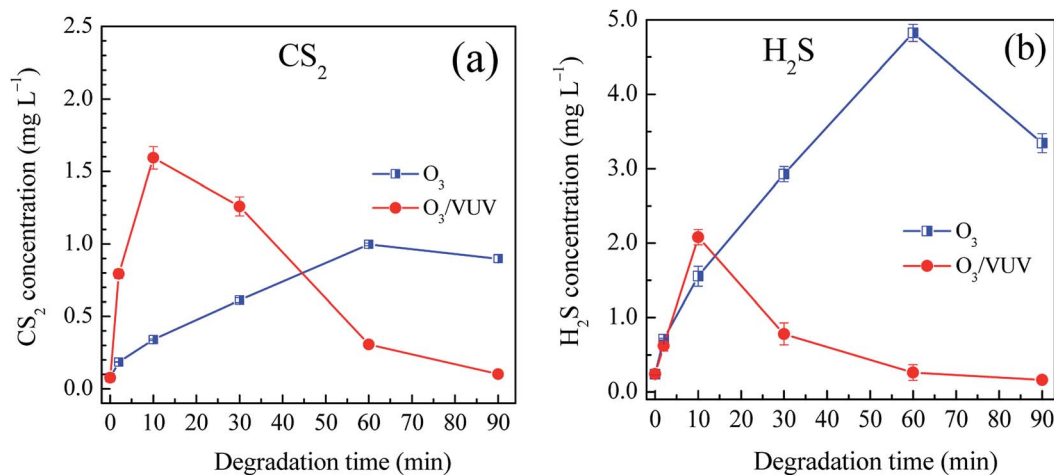 CS₂
(a)
CS₂ concentration (mg L⁻¹)
2.5
2.0
1.5
1.0
0.5
0.0
O₃
O₃/VUV
0 10 20 30 40 50 60 70 80 90
Degradation time (min)
H₂S
(b)
H₂S concentration (mg L⁻¹)
5.0
4.0
3.0
2.0
1.0
0.0
O₃
O₃/VUV
0 10 20 30 40 50 60 70 80 90
Degradation time (min)